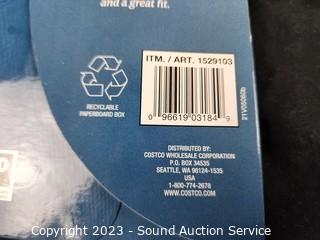 and a great fit.
ITM. / ART. 1529103
RECYCLABLE
PAPERBOARD BOX
0 96619 03184 9
21V05060b
DISTRIBUTED BY:
COSTCO WHOLESALE CORPORATION
P.O. BOX 34535
SEATTLE, WA 98124-1535
USA
1-800-774-2678
WWW.COSTCO.COM
Copyright 2023 - Sound Auction Service